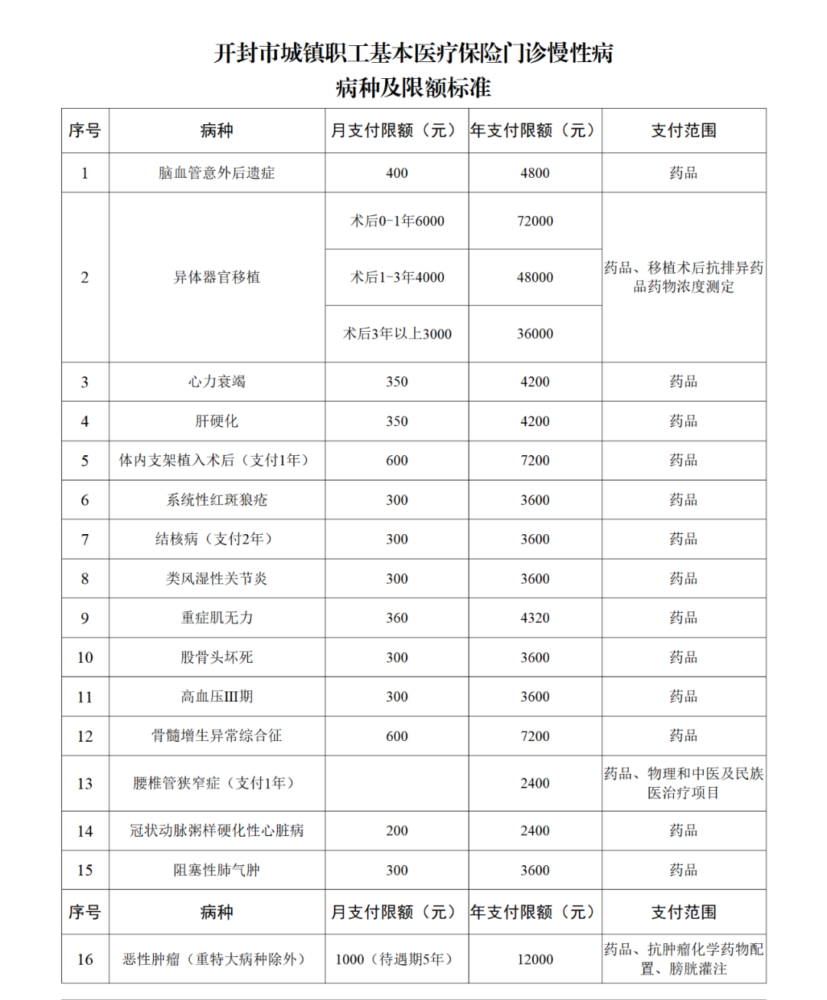 开封市城镇职工基本医疗保险门诊慢性病
病种及限额标准
序号 病种 月支付限额（元） 年支付限额（元） 支付范围
1 脑血管意外后遗症 400 4800 药品
2 异体器官移植 术后0-1年6000 72000 药品、移植术后抗排异药
品药物浓度测定
术后1-3年4000 48000
术后3年以上3000 36000
3 心力衰竭 350 4200 药品
4 肝硬化 350 4200 药品
5 体内支架植入术后（支付1年） 600 7200 药品
6 系统性红斑狼疮 300 3600 药品
7 结核病（支付2年） 300 3600 药品
8 类风湿性关节炎 300 3600 药品
9 重症肌无力 360 4320 药品
10 股骨头坏死 300 3600 药品
11 高血压Ⅲ期 300 3600 药品
12 骨髓增生异常综合征 600 7200 药品
13 腰椎管狭窄症（支付1年） 2400 药品、物理和中医及民族
医治疗项目
14 冠状动脉粥样硬化性心脏病 200 2400 药品
15 阻塞性肺气肿 300 3600 药品
序号 病种 月支付限额（元） 年支付限额（元） 支付范围
16 恶性肿瘤（重特大病种除外） 1000（待遇期5年） 12000 药品、抗肿瘤化学药物配
置、膀胱灌注